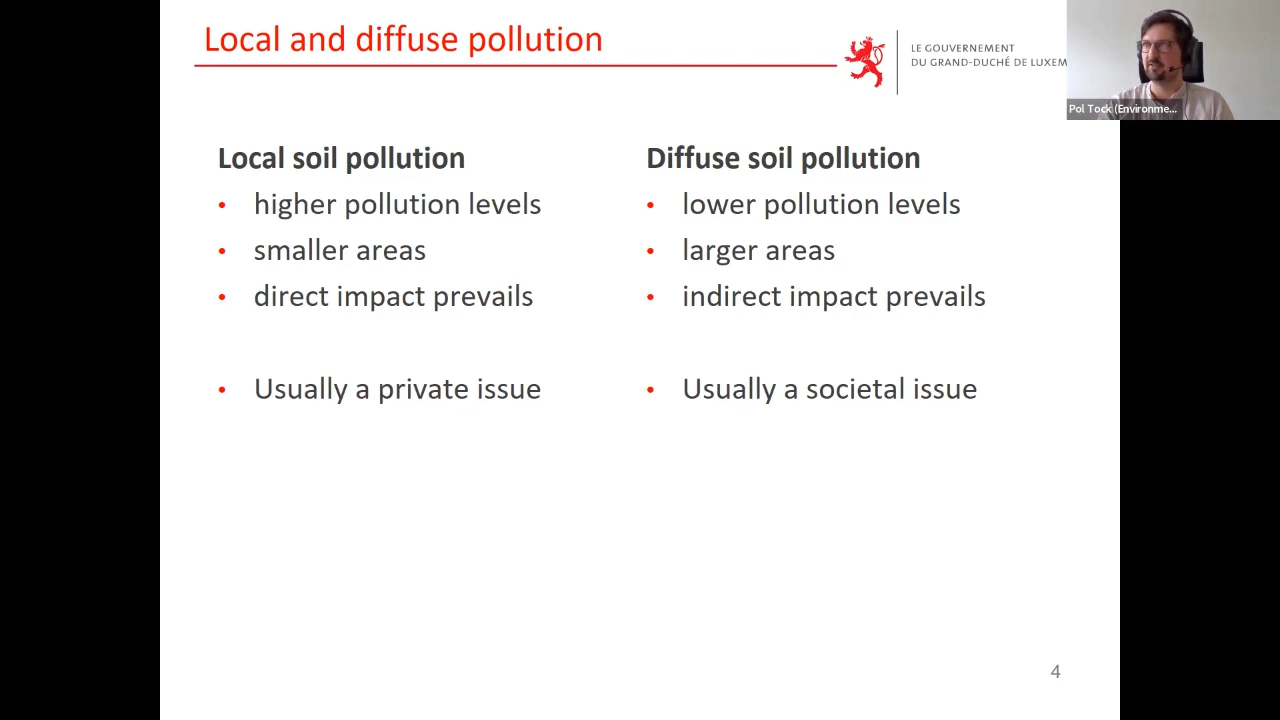 Local and diffuse pollution
LE GOUVERNEMENT
DU GRAND-DUCHÉ DE LUXEM
Pol Tock (Environme...
Local soil pollution
• higher pollution levels
• smaller areas
• direct impact prevails
• Usually a private issue
Diffuse soil pollution
• lower pollution levels
• larger areas
• indirect impact prevails
• Usually a societal issue
4